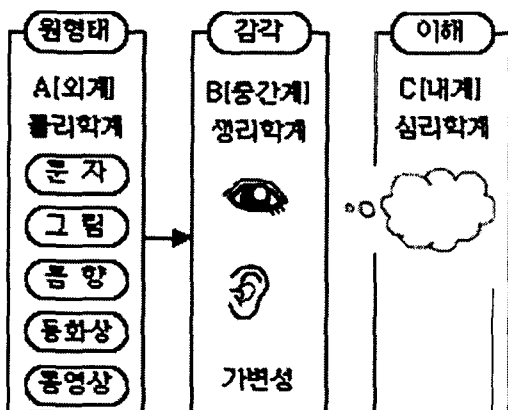 원형태
A[외계]
물리학계
문 자
그 림
음 향
동화상
동영상
감각
B[중간계]
생리학계
가변성
이해
C[내계]
심리학계